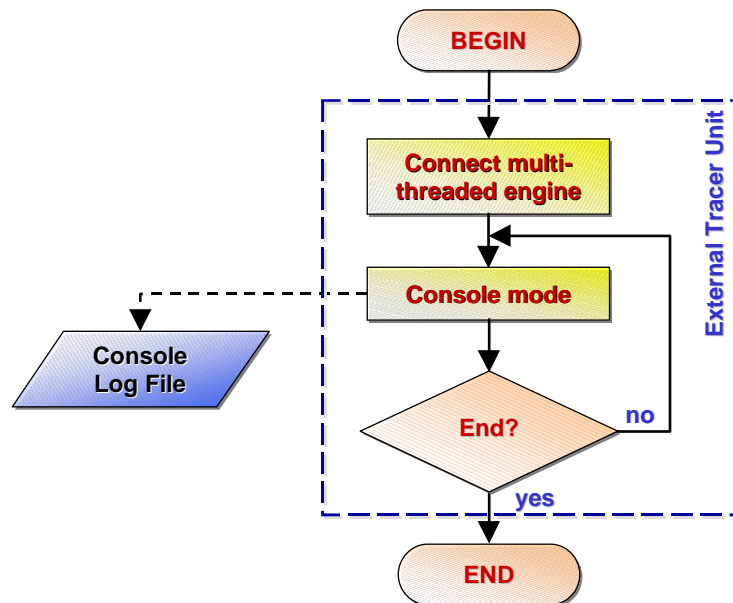 BEGIN
External Tracer Unit
Connect multi-
threaded engine
Console mode
Console
Log File
End?
no
yes
END